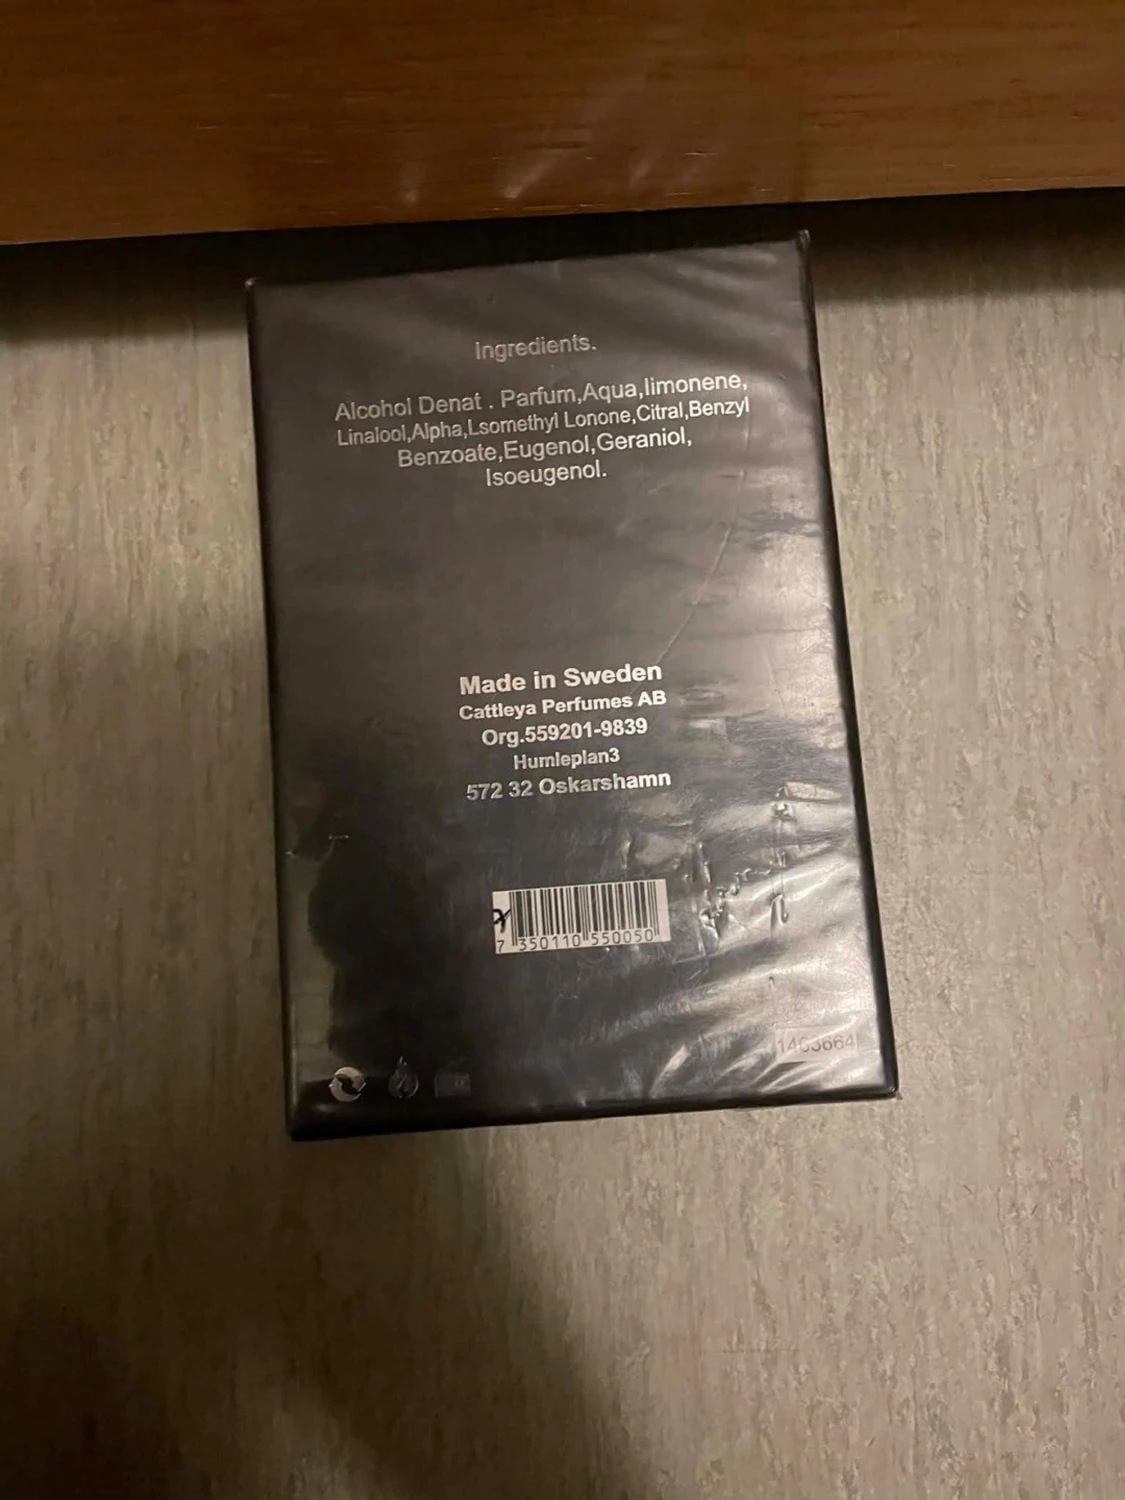 Ingredients.
Alcohol Denat . Parfum,Aqua,limonene,
Linalool,Alpha,Lsomethyl Lonone,Citral,Benzyl
Benzoate,Eugenol,Geraniol,
Isoeugenol.
Made in Sweden
Cattleya Perfumes AB
Org.559201-9839
Humleplan3
572 32 Oskarshamn
7 350110 550050
1403664